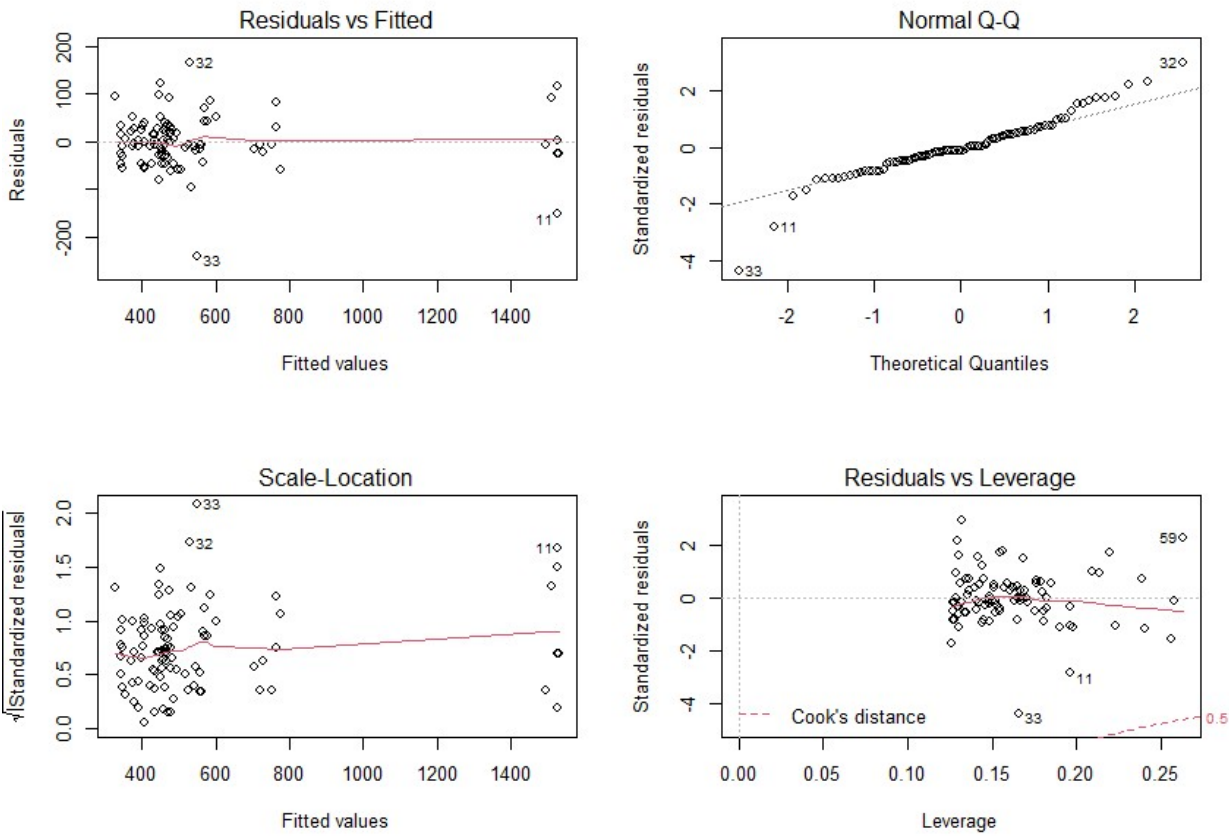 Residuals vs Fitted
Residuals
200
100
0
-200
32
11
33
400 600 800 1000 1200 1400
Fitted values
Normal Q-Q
Standardized residuals
2
0
-2
-4
32
11
33
-2 -1 0 1 2
Theoretical Quantiles
Scale-Location
√|Standardized residuals|
2.0
1.5
1.0
0.5
0.0
33
32
11
400 600 800 1000 1200 1400
Fitted values
Residuals vs Leverage
Standardized residuals
2
0
-2
-4
59
11
33
Cook's distance
0.5
0.00 0.05 0.10 0.15 0.20 0.25
Leverage